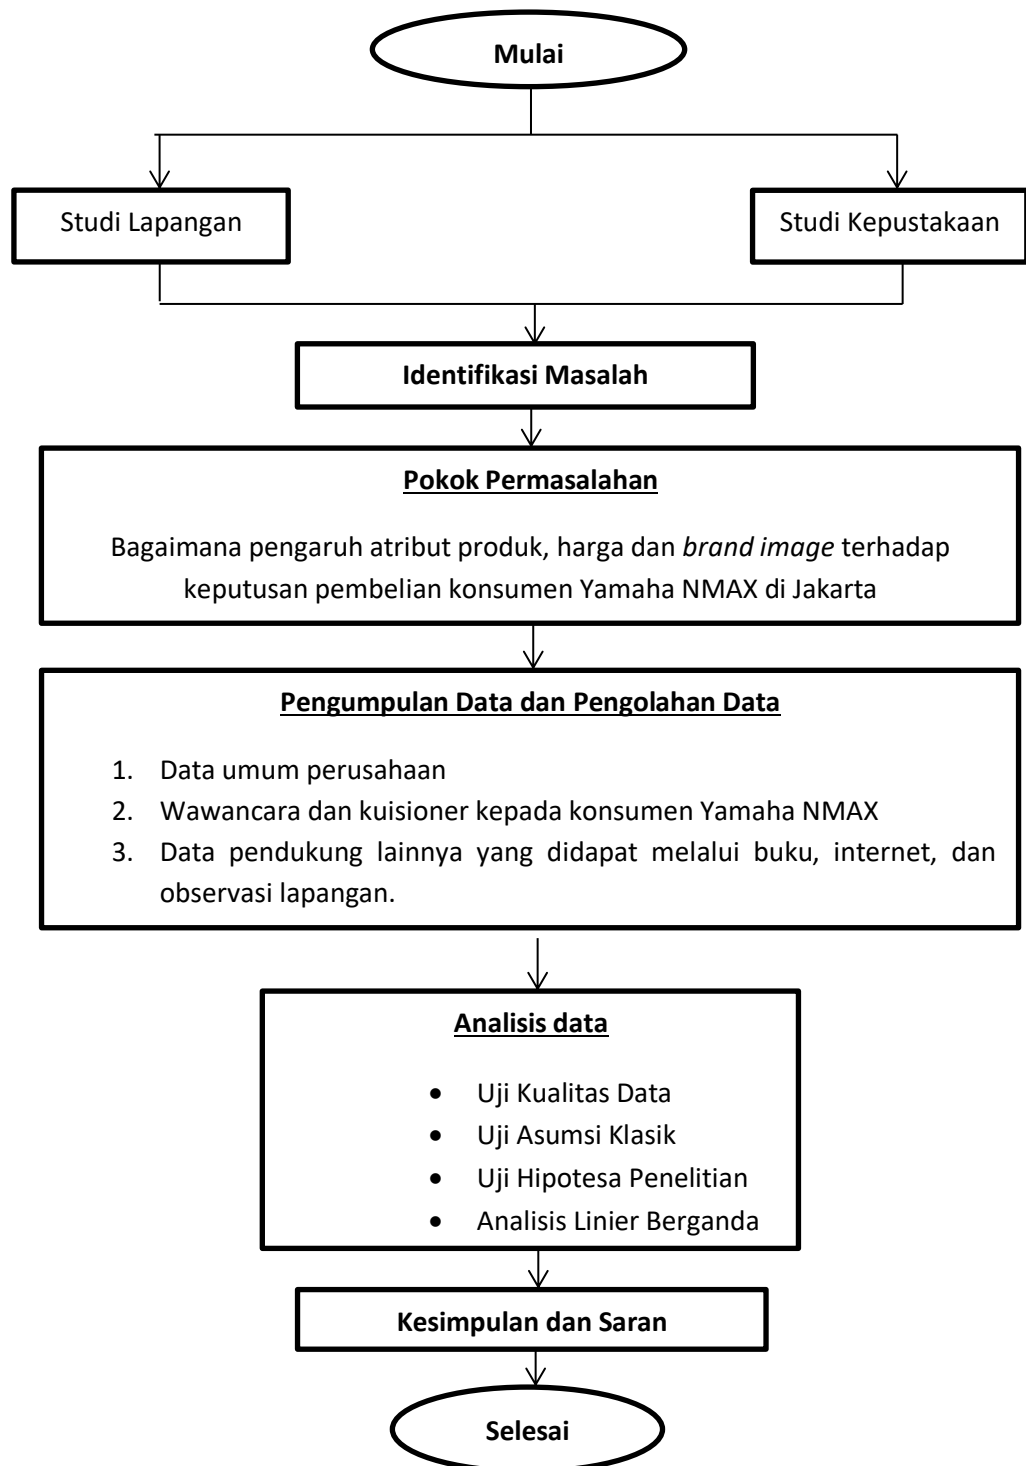 Mulai
Studi Lapangan
Studi Kepustakaan
Identifikasi Masalah
Pokok Permasalahan
Bagaimana pengaruh atribut produk, harga dan brand image terhadap
keputusan pembelian konsumen Yamaha NMAX di Jakarta
Pengumpulan Data dan Pengolahan Data
1. Data umum perusahaan
2. Wawancara dan kuisioner kepada konsumen Yamaha NMAX
3. Data pendukung lainnya yang didapat melalui buku, internet, dan
observasi lapangan.
Analisis data
• Uji Kualitas Data
• Uji Asumsi Klasik
• Uji Hipotesa Penelitian
• Analisis Linier Berganda
Kesimpulan dan Saran
Selesai